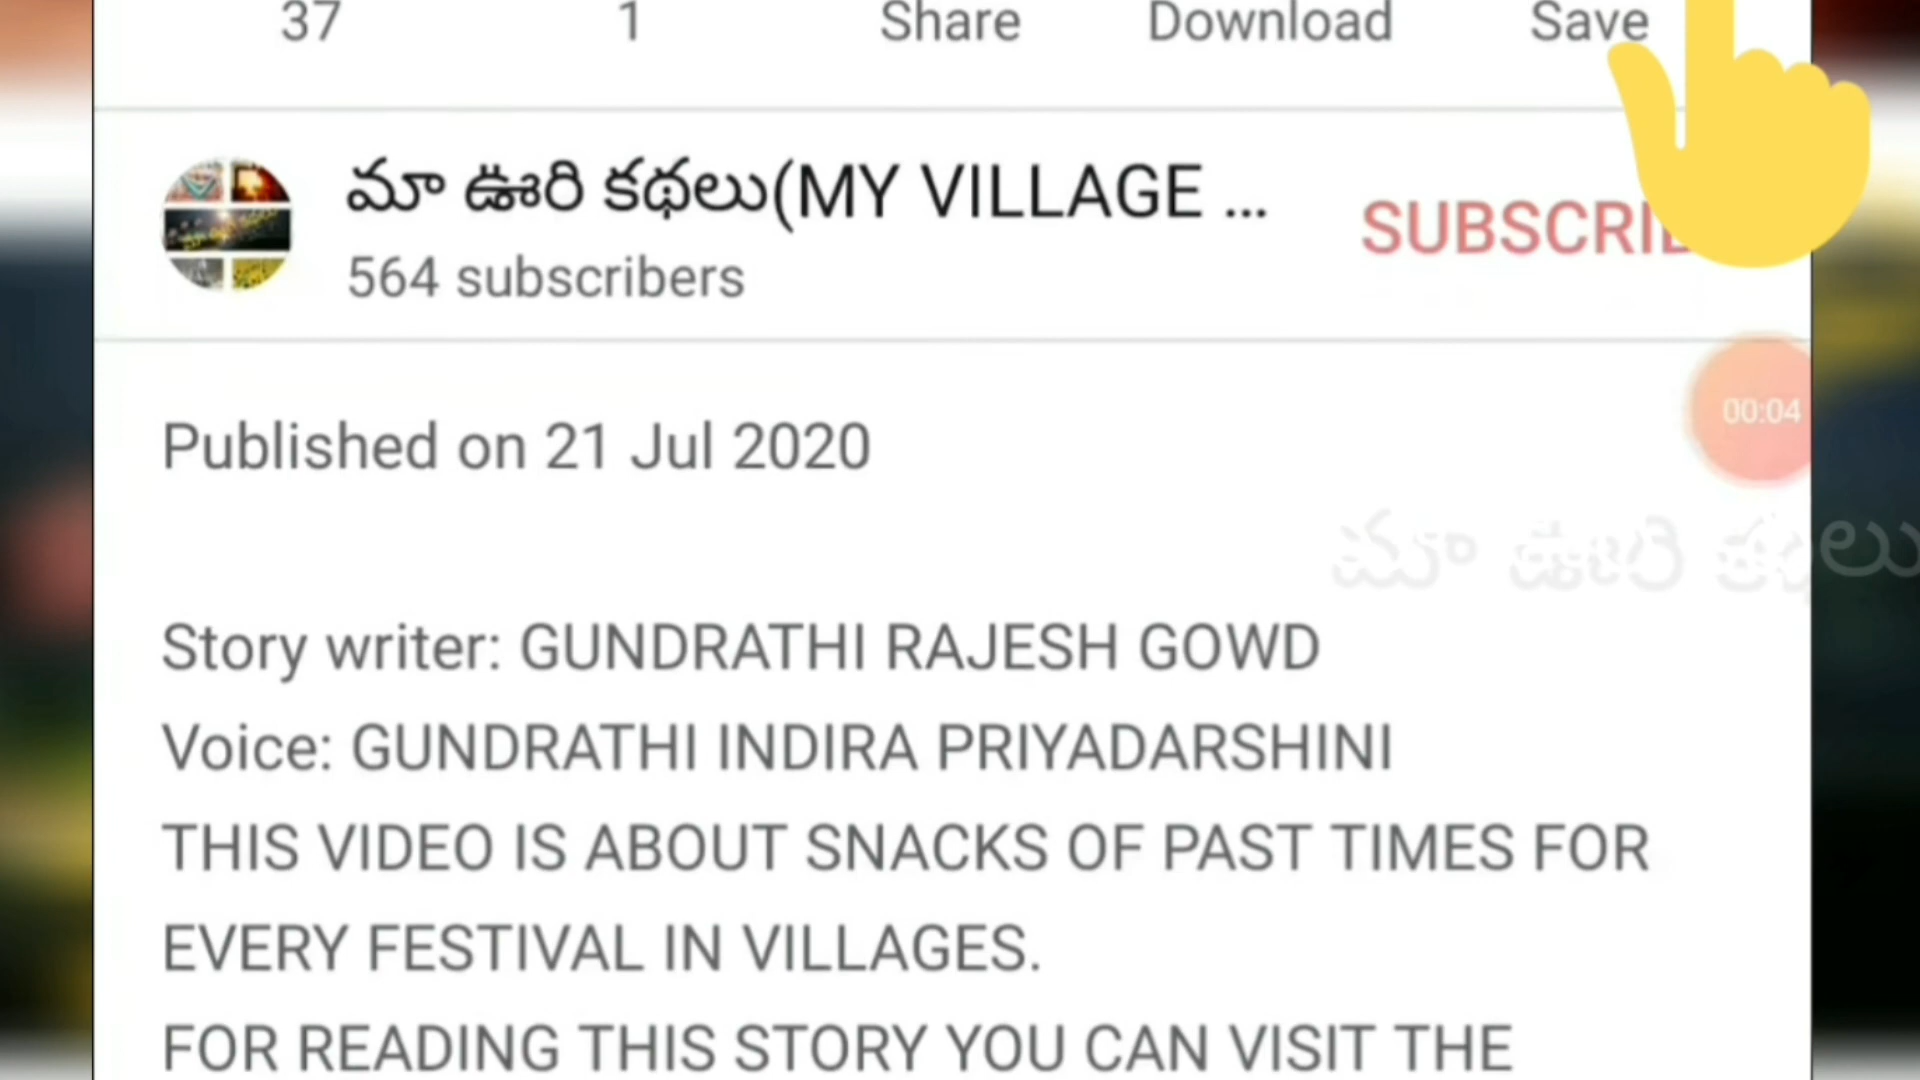 37 1 Share Download Save
మా ఊరి కథలు(MY VILLAGE ...
564 subscribers
Published on 21 Jul 2020
00:04
మా ఊరి
Story writer: GUNDRATHI RAJESH GOWD
Voice: GUNDRATHI INDIRA PRIYADARSHINI
THIS VIDEO IS ABOUT SNACKS OF PAST TIMES FOR
EVERY FESTIVAL IN VILLAGES.
FOR READING THIS STORY YOU CAN VISIT THE